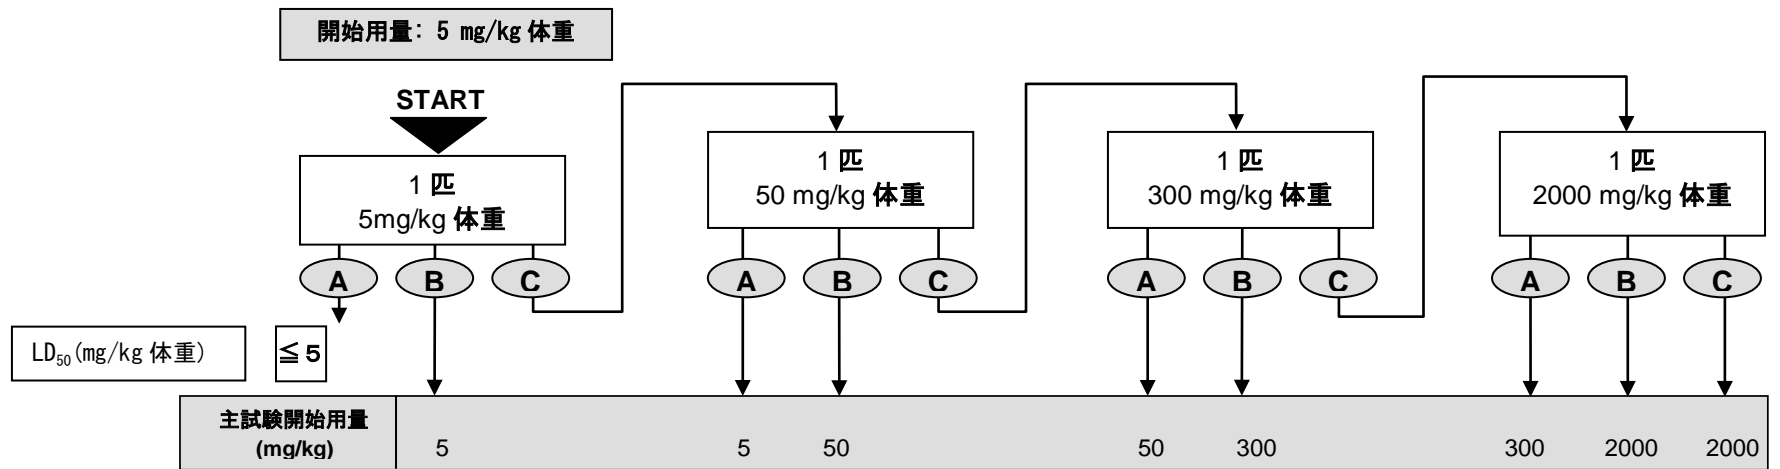 開始用量: 5 mg/kg 体重
START
1 匹
5mg/kg 体重
1 匹
50 mg/kg 体重
1 匹
300 mg/kg 体重
1 匹
2000 mg/kg 体重
A B C A B C A B C A B C
LD50(mg/kg 体重) ≦ 5
主試験開始用量
(mg/kg) 5 5 50 50 300 300 2000 2000